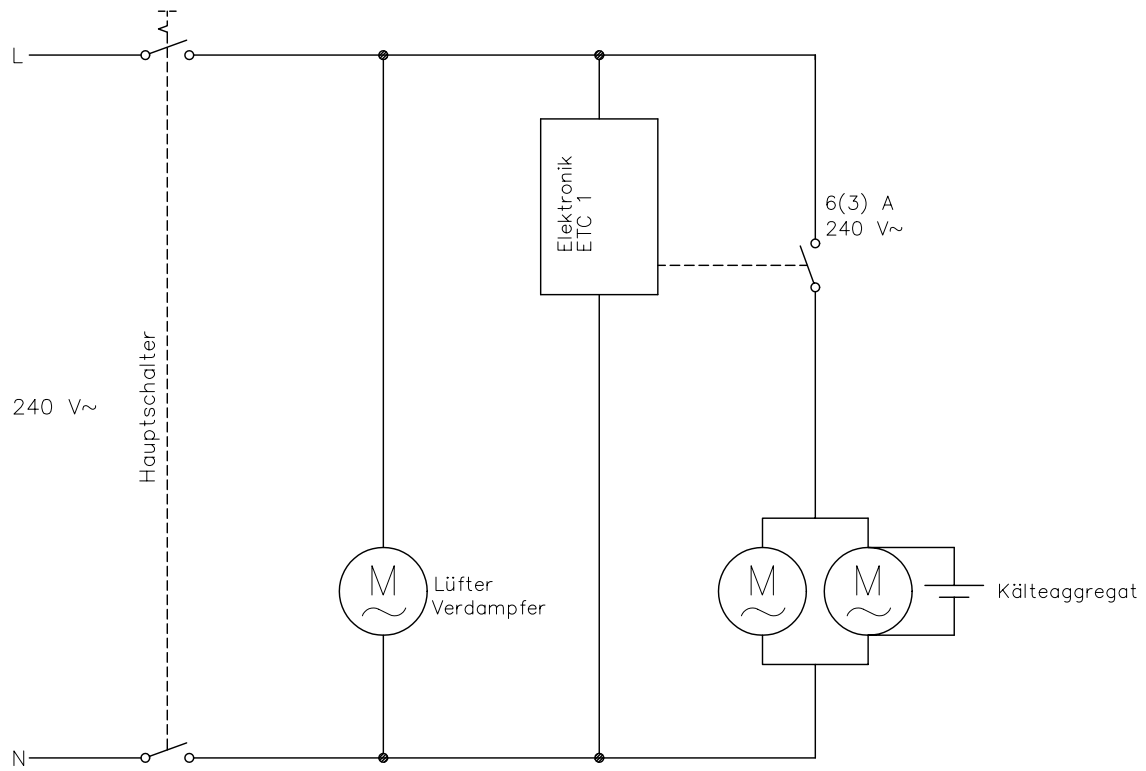 L
Elektronik
ETC 1
6(3) A
240 V~
Hauptschalter
240 V~
M
Lüfter
Verdampfer
M
M
Kälteaggregat
N